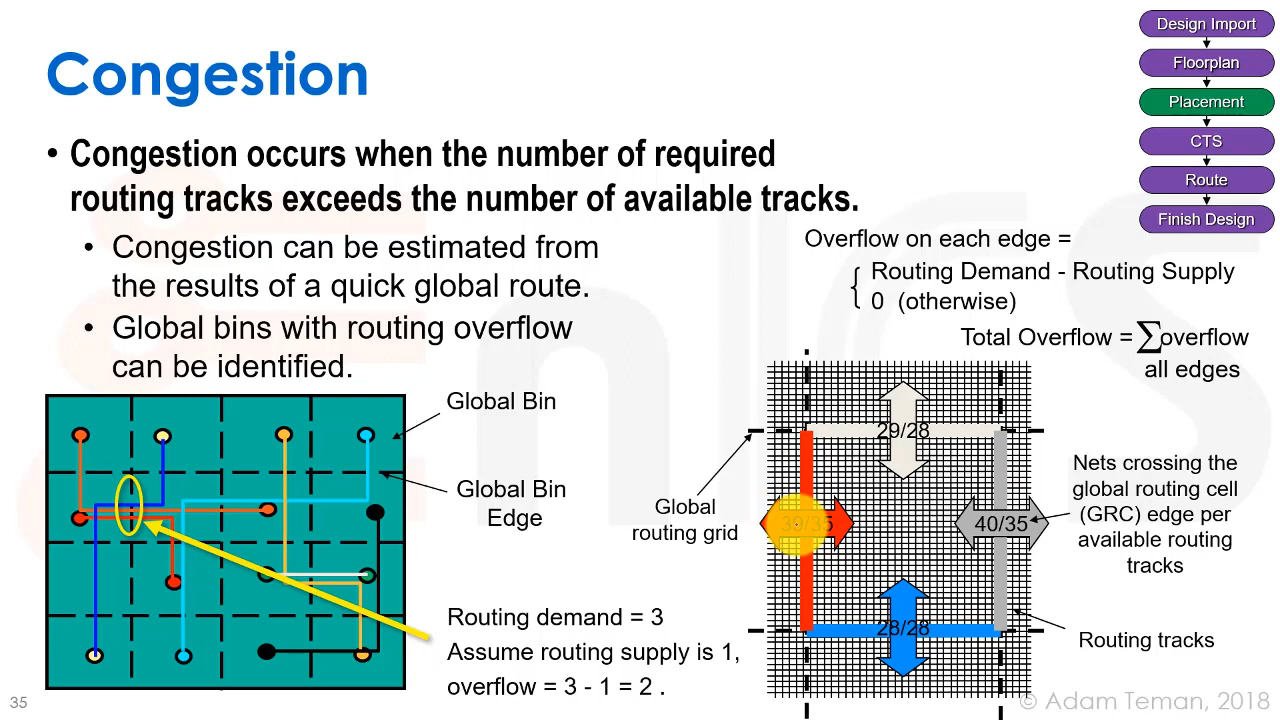 Congestion
• Congestion occurs when the number of required
routing tracks exceeds the number of available tracks.
• Congestion can be estimated from
the results of a quick global route.
• Global bins with routing overflow
can be identified.
Design Import
Floorplan
Placement
CTS
Route
Finish Design
Overflow on each edge =
{ Routing Demand - Routing Supply
0 (otherwise)
Total Overflow = ∑ overflow
all edges
Global Bin
Global Bin
Edge
Routing demand = 3
Assume routing supply is 1,
overflow = 3 - 1 = 2 .
Global
routing grid
29/28
40/35
28/28
Nets crossing the
global routing cell
(GRC) edge per
available routing
tracks
Routing tracks
35
© Adam Teman, 2018